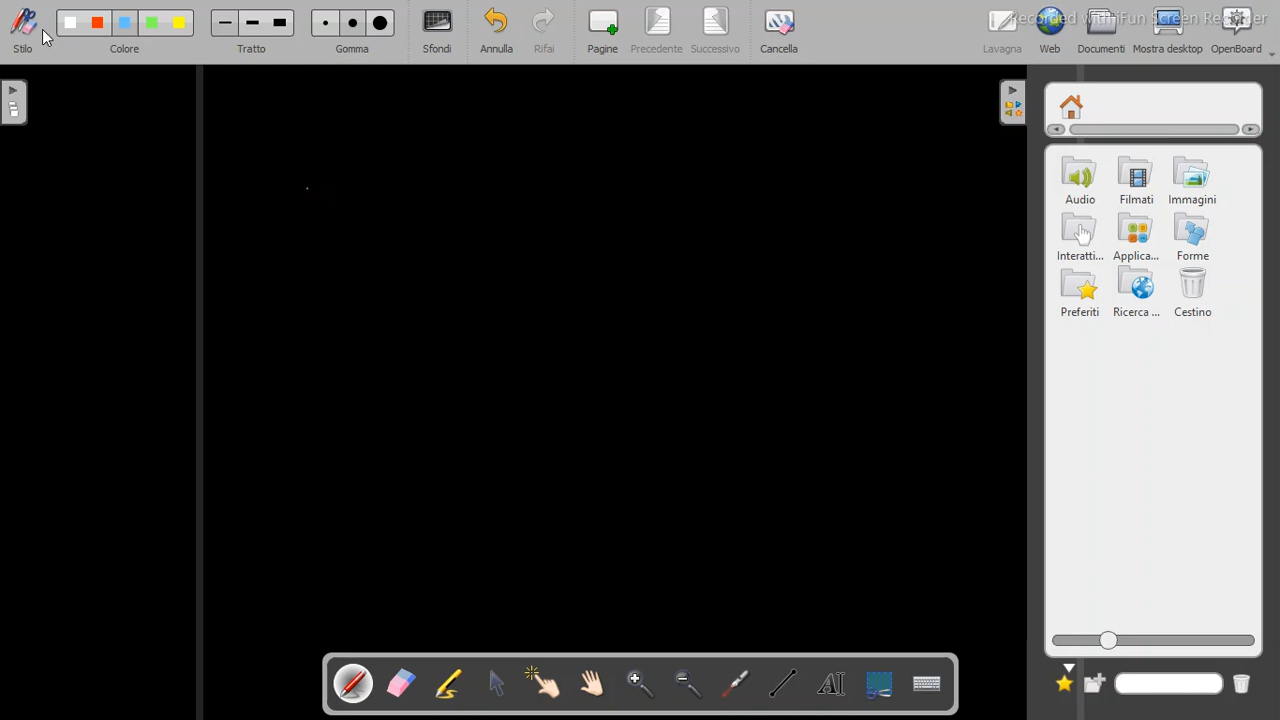 Recorded with Fun Screen Recorder
Stilo Colore Tratto Gomma Sfondi Annulla Rifai Pagine Precedente Successivo Cancella Lavagna Web Documenti Mostra desktop OpenBoard
Audio Filmati Immagini
Interatti... Applica... Forme
Preferiti Ricerca ... Cestino
AI